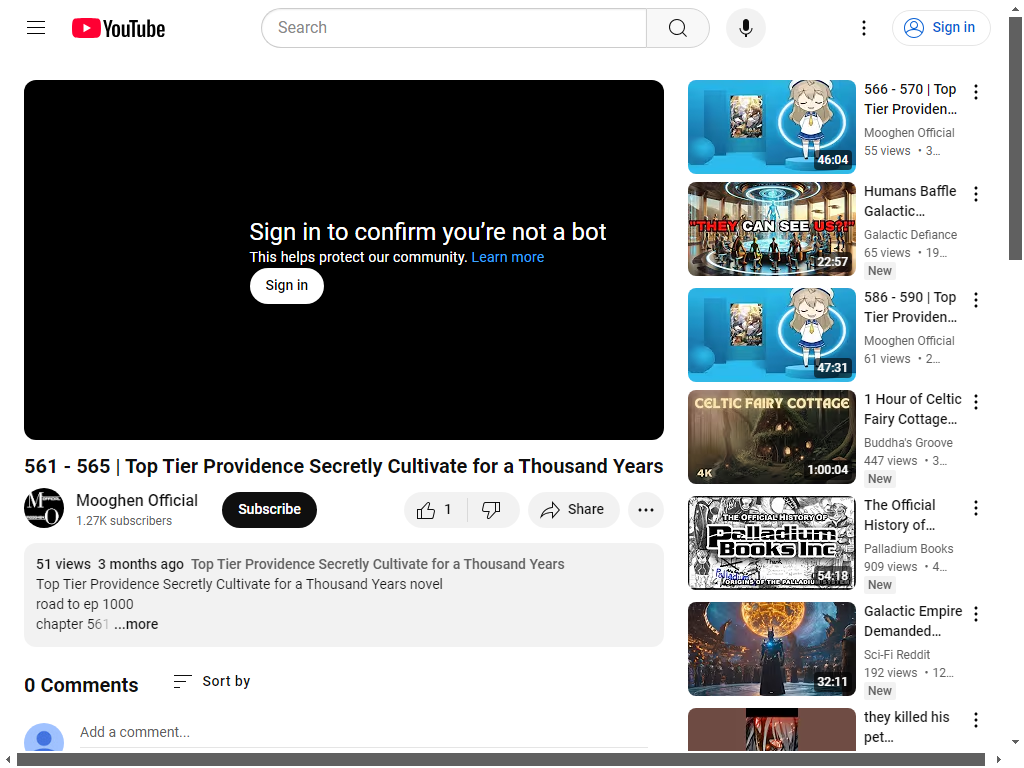 YouTube
Search
Sign in
Sign in to confirm you’re not a bot
This helps protect our community. Learn more
Sign in
561 - 565 | Top Tier Providence Secretly Cultivate for a Thousand Years
Mooghen Official
1.27K subscribers
Subscribe
1
Share
51 views 3 months ago Top Tier Providence Secretly Cultivate for a Thousand Years
Top Tier Providence Secretly Cultivate for a Thousand Years novel
road to ep 1000
chapter 561 ...more
0 Comments
Sort by
Add a comment...
46:04
566 - 570 | Top
Tier Providen...
Mooghen Official
55 views • 3...
"THEY CAN SEE US?!"
22:57
Humans Baffle
Galactic...
Galactic Defiance
65 views • 19...
New
47:31
586 - 590 | Top
Tier Providen...
Mooghen Official
61 views • 2...
CELTIC FAIRY COTTAGE
4K
1:00:04
1 Hour of Celtic
Fairy Cottage...
Buddha's Groove
447 views • 3...
New
THE OFFICIAL HISTORY OF
Palladium
Books Inc
54:18
The Official
History of...
Palladium Books
909 views • 4...
New
32:11
Galactic Empire
Demanded...
Sci-Fi Reddit
192 views • 12...
New
they killed his
pet...